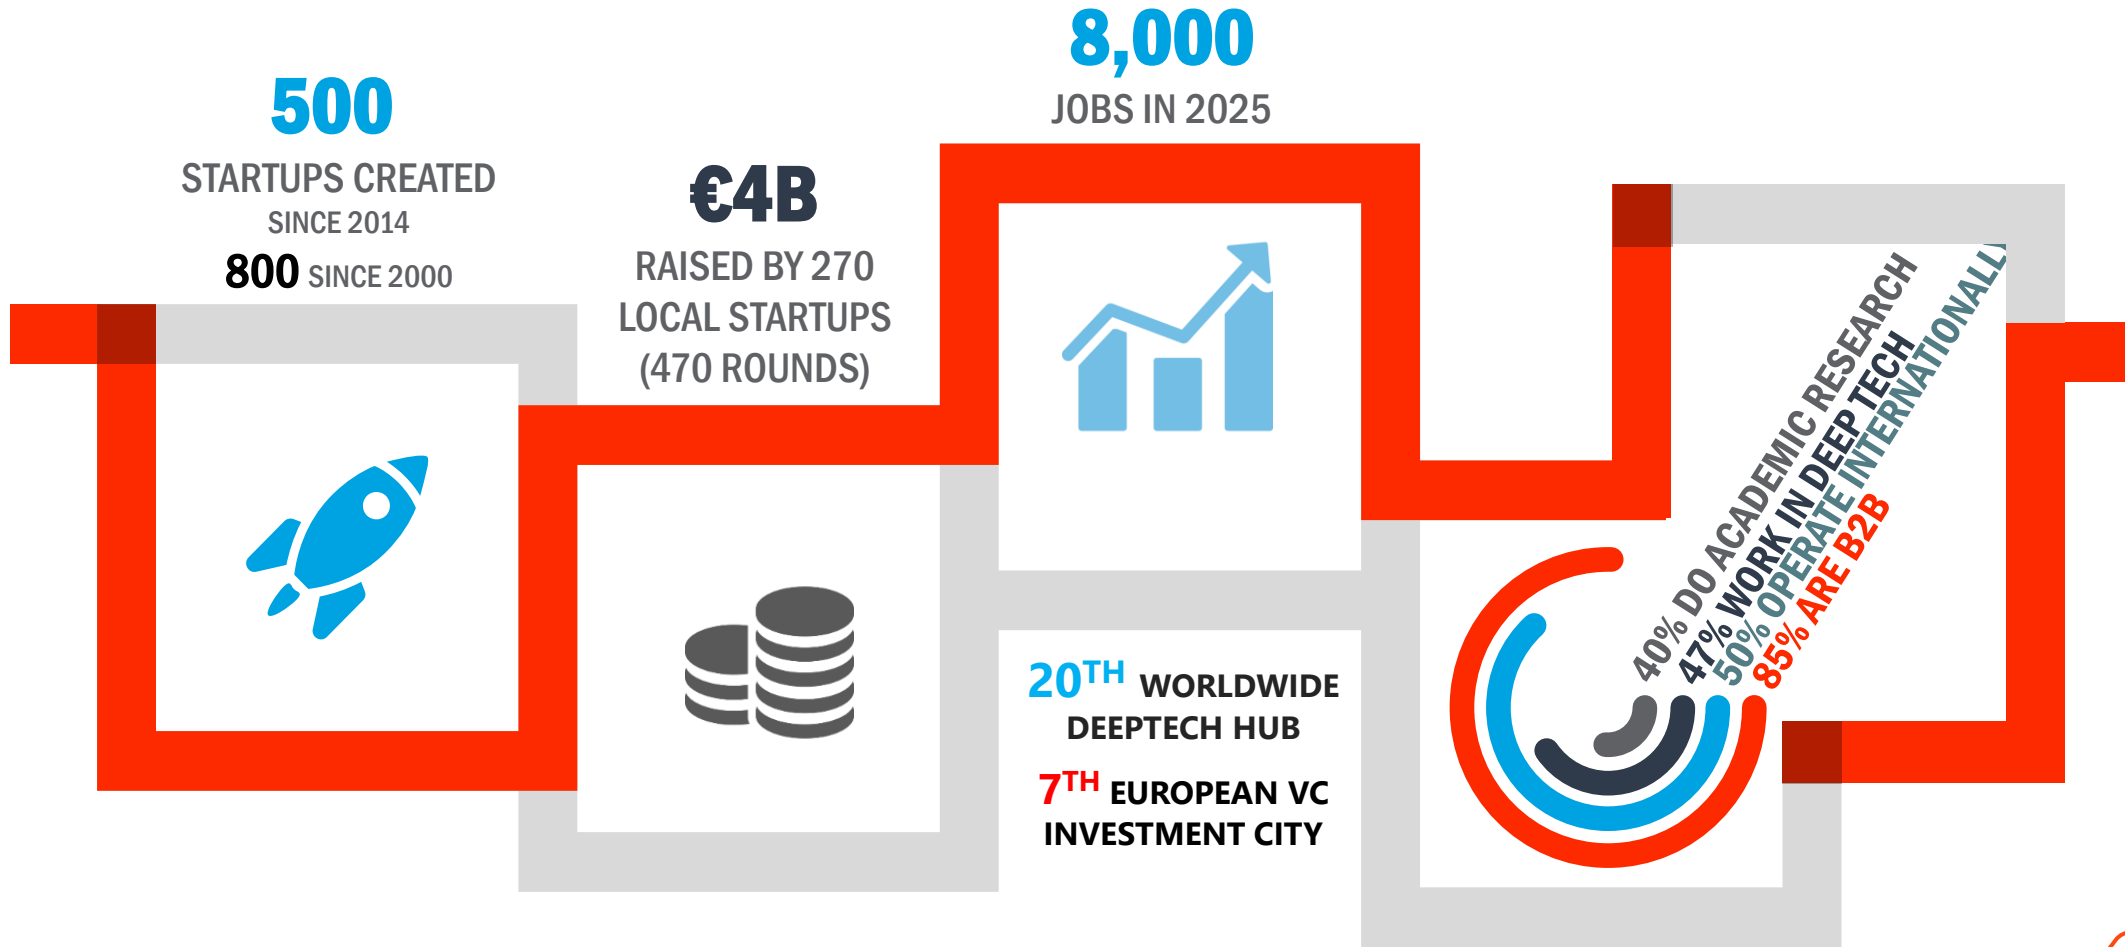 500
STARTUPS CREATED
SINCE 2014
800 SINCE 2000
€4B
RAISED BY 270
LOCAL STARTUPS
(470 ROUNDS)
8,000
JOBS IN 2025
20TH WORLDWIDE
DEEPTECH HUB
7TH EUROPEAN VC
INVESTMENT CITY
40% DO ACADEMIC RESEARCH
47% WORK IN DEEP TECH
50% OPERATE INTERNATIONALL
85% ARE B2B